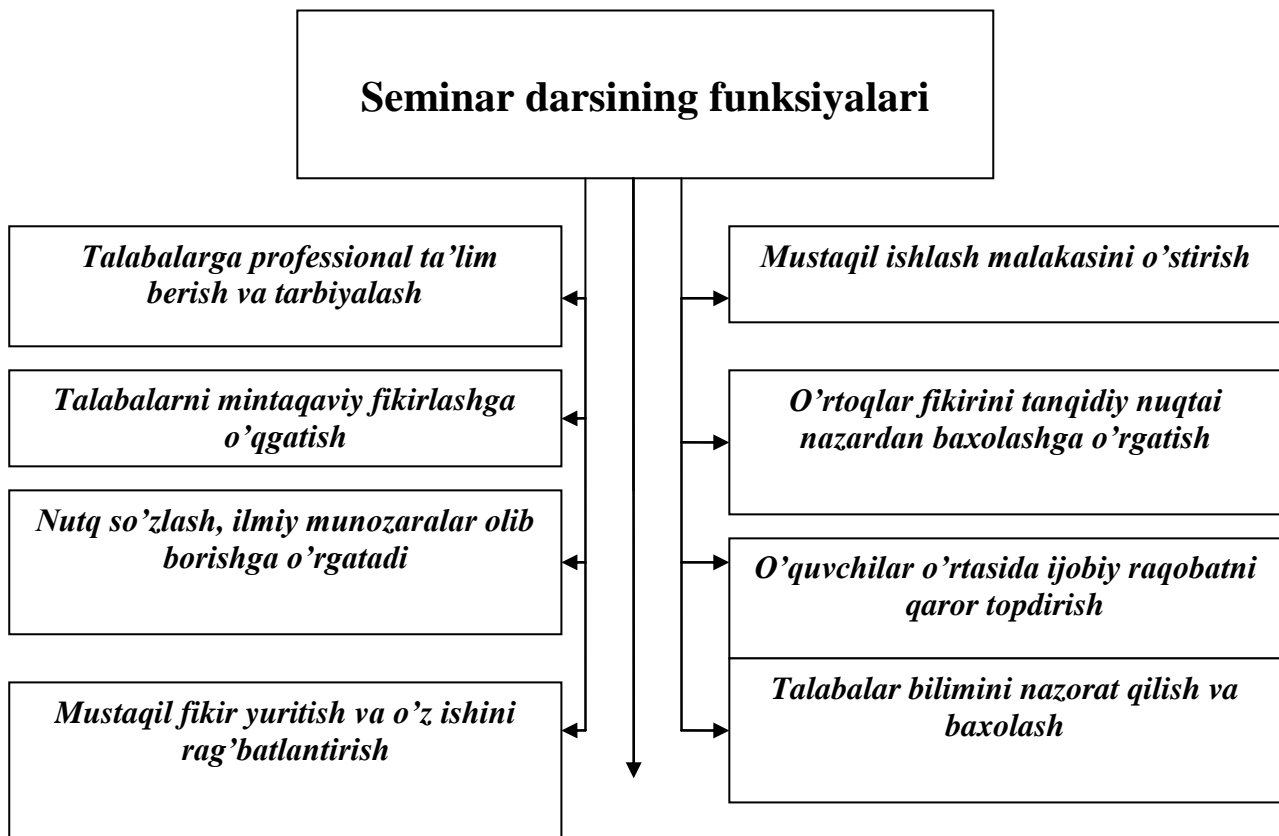 Seminar darsining funksiyalari
Talabalarga professional ta’lim
berish va tarbiyalash
Talabalarni mintaqaviy fikirlashga
o’qgatish
Nutq so’zlash, ilmiy munozaralar olib
borishga o’rgatadi
Mustaqil fikir yuritish va o’z ishini
rag’batlantirish
Mustaqil ishlash malakasini o’stirish
O’rtoqlar fikirini tanqidiy nuqtai
nazardan baxolashga o’rgatish
O’quvchilar o’rtasida ijobiy raqobatni
qaror topdirish
Talabalar bilimini nazorat qilish va
baxolash